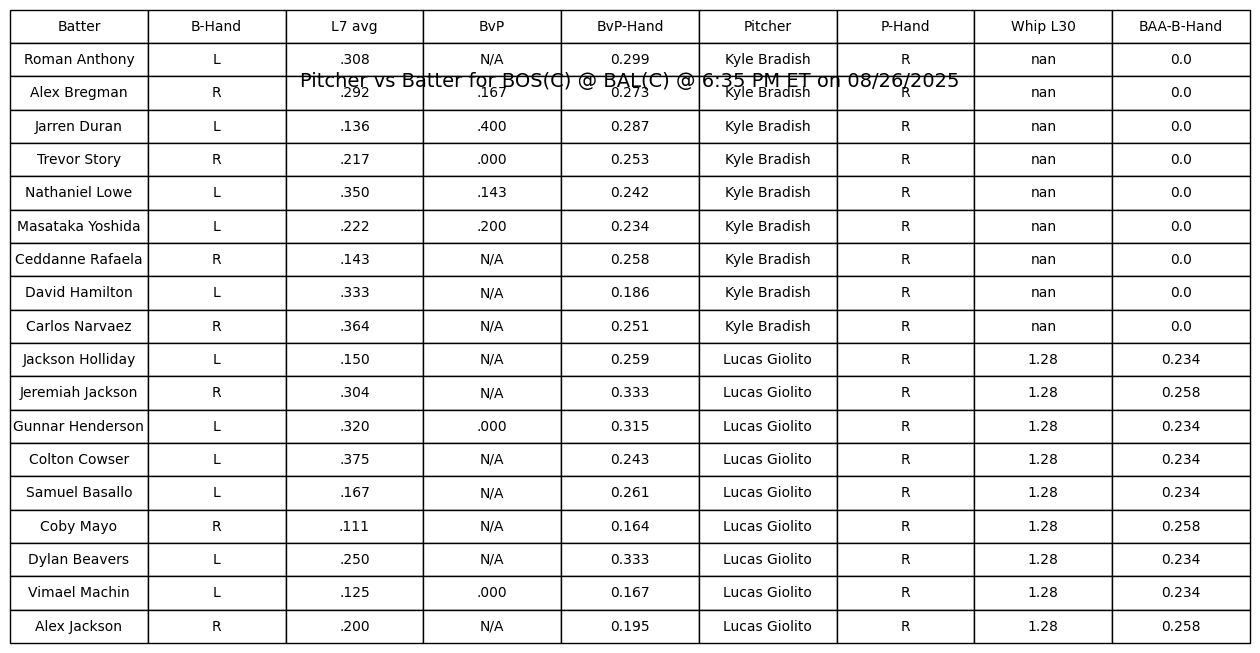 Batter B-Hand L7 avg BvP BvP-Hand Pitcher P-Hand Whip L30 BAA-B-Hand
Roman Anthony L .308 N/A 0.299 Kyle Bradish R nan 0.0
Pitcher vs Batter for BOS(C) @ BAL(C) @ 6:35 PM ET on 08/26/2025
Alex Bregman R .292 .167 0.273 Kyle Bradish R nan 0.0
Jarren Duran L .136 .400 0.287 Kyle Bradish R nan 0.0
Trevor Story R .217 .000 0.253 Kyle Bradish R nan 0.0
Nathaniel Lowe L .350 .143 0.242 Kyle Bradish R nan 0.0
Masataka Yoshida L .222 .200 0.234 Kyle Bradish R nan 0.0
Ceddanne Rafaela R .143 N/A 0.258 Kyle Bradish R nan 0.0
David Hamilton L .333 N/A 0.186 Kyle Bradish R nan 0.0
Carlos Narvaez R .364 N/A 0.251 Kyle Bradish R nan 0.0
Jackson Holliday L .150 N/A 0.259 Lucas Giolito R 1.28 0.234
Jeremiah Jackson R .304 N/A 0.333 Lucas Giolito R 1.28 0.258
Gunnar Henderson L .320 .000 0.315 Lucas Giolito R 1.28 0.234
Colton Cowser L .375 N/A 0.243 Lucas Giolito R 1.28 0.234
Samuel Basallo L .167 N/A 0.261 Lucas Giolito R 1.28 0.234
Coby Mayo R .111 N/A 0.164 Lucas Giolito R 1.28 0.258
Dylan Beavers L .250 N/A 0.333 Lucas Giolito R 1.28 0.234
Vimael Machin L .125 .000 0.167 Lucas Giolito R 1.28 0.234
Alex Jackson R .200 N/A 0.195 Lucas Giolito R 1.28 0.258